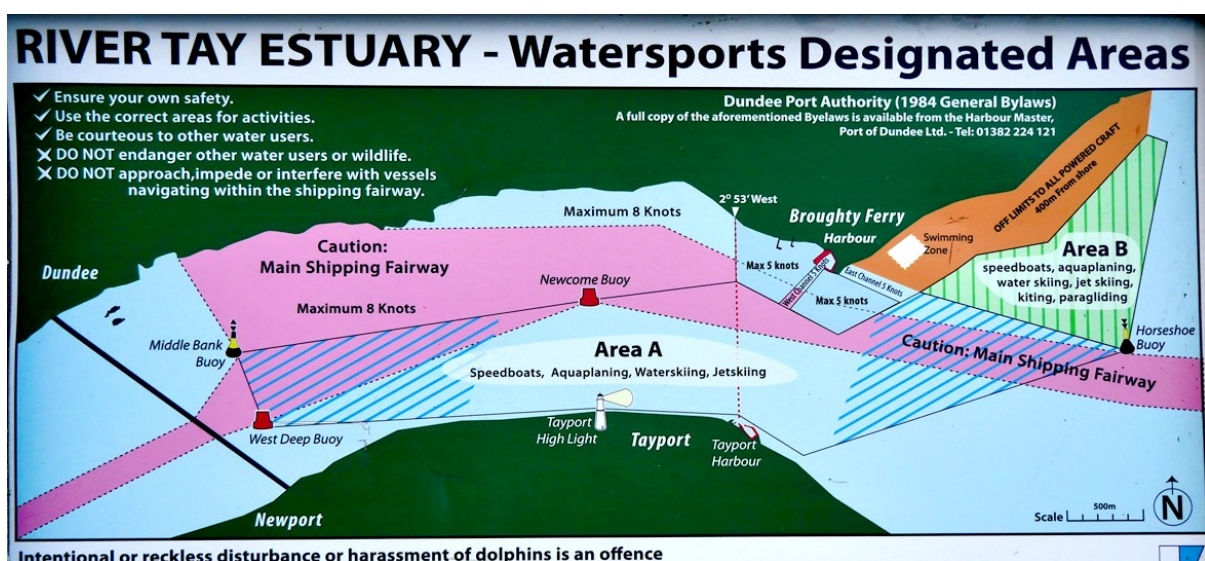 RIVER TAY ESTUARY - Watersports Designated Areas
✓ Ensure your own safety.
✓ Use the correct areas for activities.
✓ Be courteous to other water users.
✗ DO NOT endanger other water users or wildlife.
✗ DO NOT approach,impede or interfere with vessels
navigating within the shipping fairway.
Dundee Port Authority (1984 General Bylaws)
A full copy of the aforementioned Byelaws is available from the Harbour Master,
Port of Dundee Ltd. - Tel: 01382 224 121
OFF LIMITS TO ALL POWERED CRAFT
400m From shore
Maximum 8 Knots
2° 53' West
Broughty Ferry
Harbour
Swimming
Zone
Caution:
Main Shipping Fairway
Dundee
Newcome Buoy
Max 5 knots
West Channel 5 Knots
East Channel 5 Knots
Max 5 knots
Area B
speedboats, aquaplaning,
water skiing, jet skiing,
kiting, paragliding
Maximum 8 Knots
Middle Bank
Buoy
Horseshoe
Buoy
Area A
Speedboats, Aquaplaning, Waterskiing, Jetskiing
Caution: Main Shipping Fairway
West Deep Buoy
Tayport
High Light
Tayport
Tayport
Harbour
Newport
Scale
500m
N
Intentional or reckless disturbance or harassment of dolphins is an offence